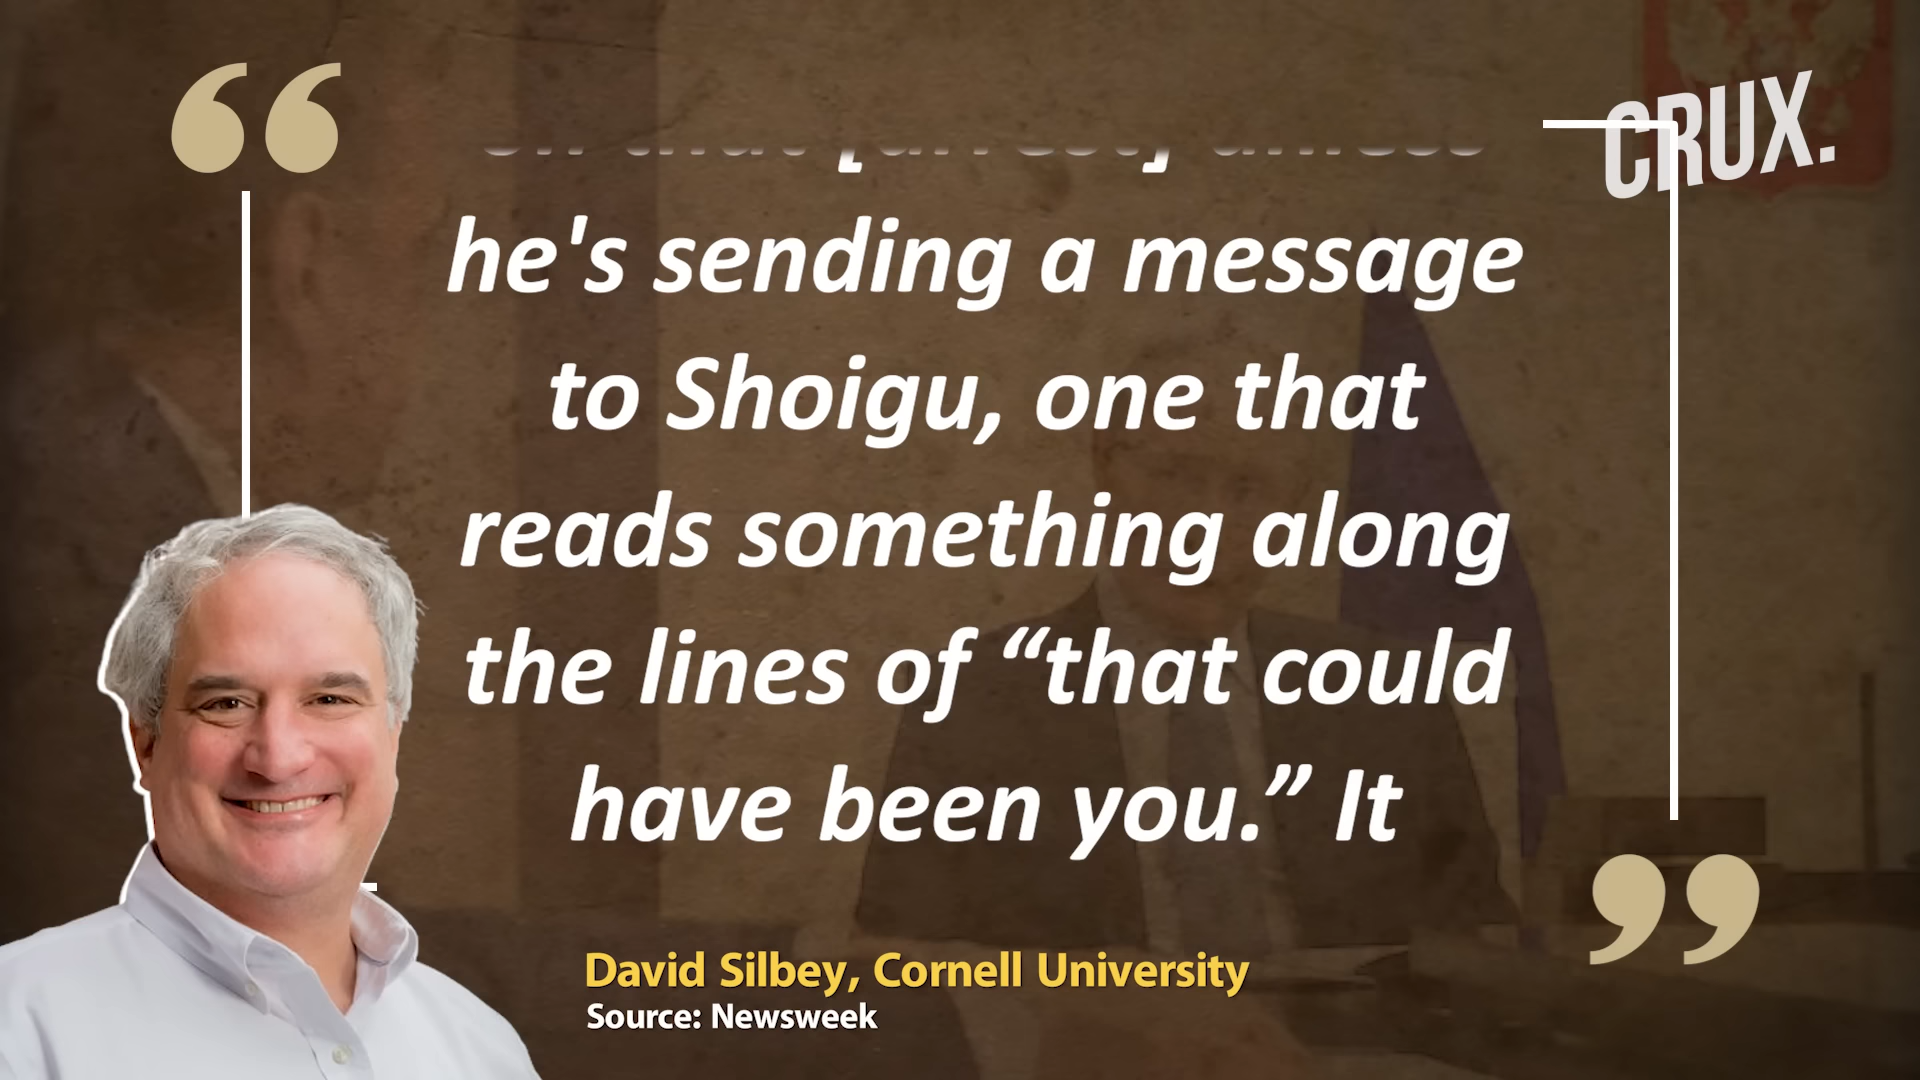 CRUX.
he's sending a message
to Shoigu, one that
reads something along
the lines of “that could
have been you.” It
David Silbey, Cornell University
Source: Newsweek